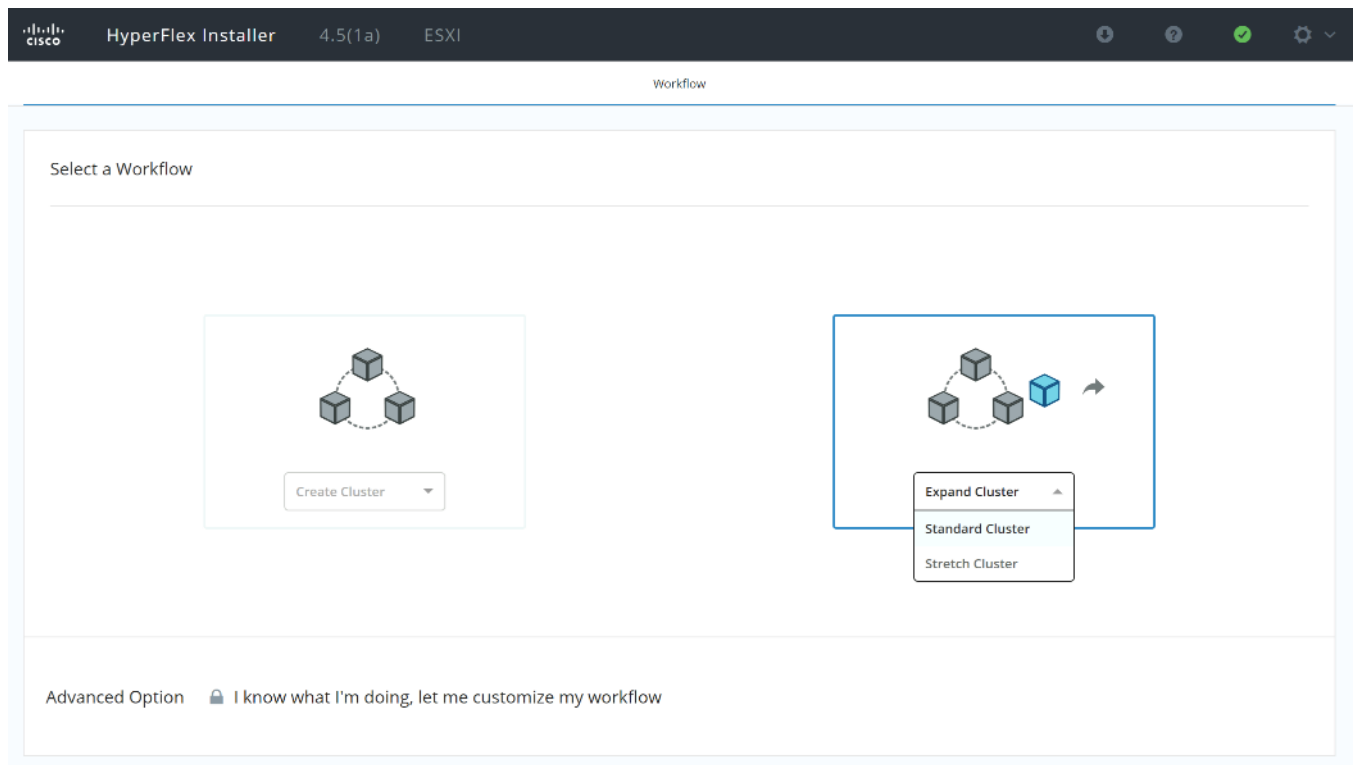 cisco HyperFlex Installer 4.5(1a) ESXI
Workflow
Select a Workflow
Create Cluster
Expand Cluster
Standard Cluster
Stretch Cluster
Advanced Option I know what I'm doing, let me customize my workflow